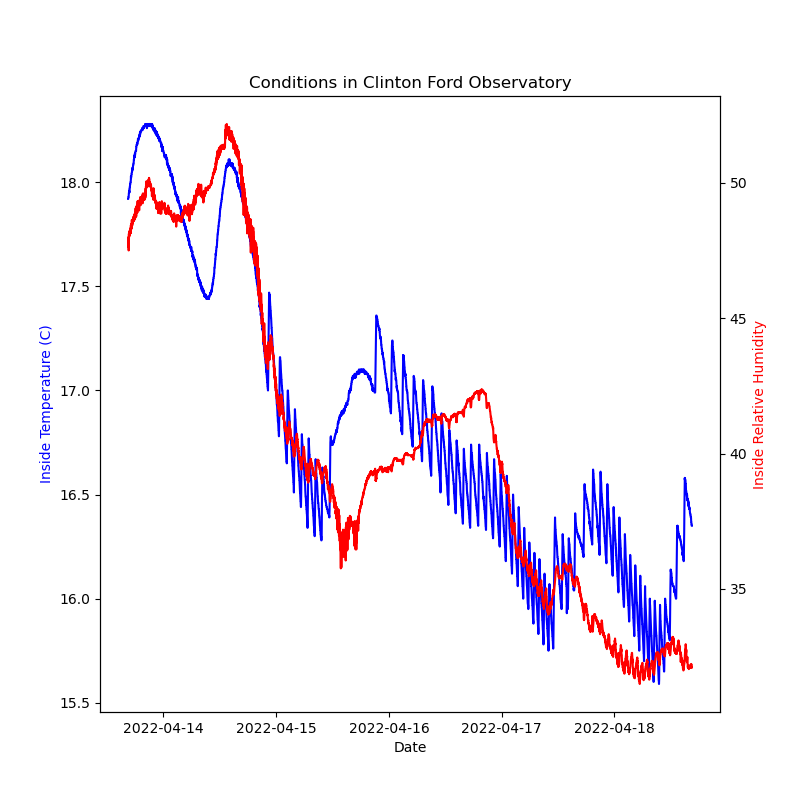 Conditions in Clinton Ford Observatory
Inside Temperature (C)
18.0
17.5
17.0
16.5
16.0
15.5
50
45
40
35
Inside Relative Humidity
2022-04-14 2022-04-15 2022-04-16 2022-04-17 2022-04-18
Date